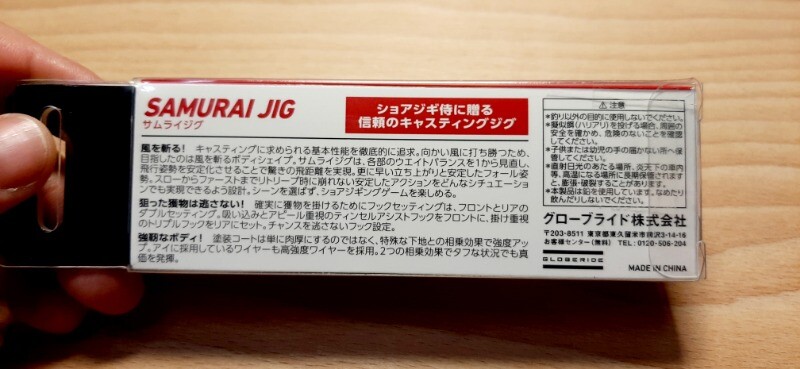 SAMURAI JIG
サムライジグ
ショアジギ侍に贈る
信頼のキャスティングジグ
風を斬る! キャスティングに求められる基本性能を徹底的に追求。向かい風に打ち勝つため、
目指したのは風を斬るボディシェイプ。サムライジグは、各部のウエイトバランスを1から見直し、
飛行姿勢を安定化させることで驚きの飛距離を実現。更に早い立ち上がりと安定したフォール姿
勢。スローからファーストまでリトリーブ時に崩れない安定したアクションをどんなシチュエーショ
ンでも実現できるよう設計。シーンを選ばず、ショアジギングゲームを楽しめる。
狙った獲物は逃さない! 確実に獲物を掛けるためにフックセッティングは、フロントとリアの
ダブルセッティング。吸い込みとアピール重視のティンセルアシストフックをフロントに、掛け重視
のトリプルフックをリアにセット。チャンスを逃さないフック設定。
強靭なボディ! 塗装コートは単に肉厚にするのではなく、特殊な下地との相乗効果で強度アッ
プ。アイに採用しているワイヤーも高強度ワイヤーを採用。2つの相乗効果でタフな状況でも真
価を発揮。
⚠ 注意
*釣り以外の目的に使用しないでください。
*擬似餌(ハリアリ)を投げる場合、周囲の
安全を確かめ、危険のないことを確認
してください。
*子供または幼児の手の届かない所へ保
管してください。
*直射日光のあたる場所、炎天下の車内
等、高温になる場所に長期保管されます
と、膨張・破裂することがあります。
*本製品は鉛を使用しています。なめたり
飲んだりしないでください。
グローブライド株式会社
〒203-8511 東京都東久留米市前沢3-14-16
お客様センター(無料) TEL:0120-506-204
GLOBERIDE
MADE IN CHINA